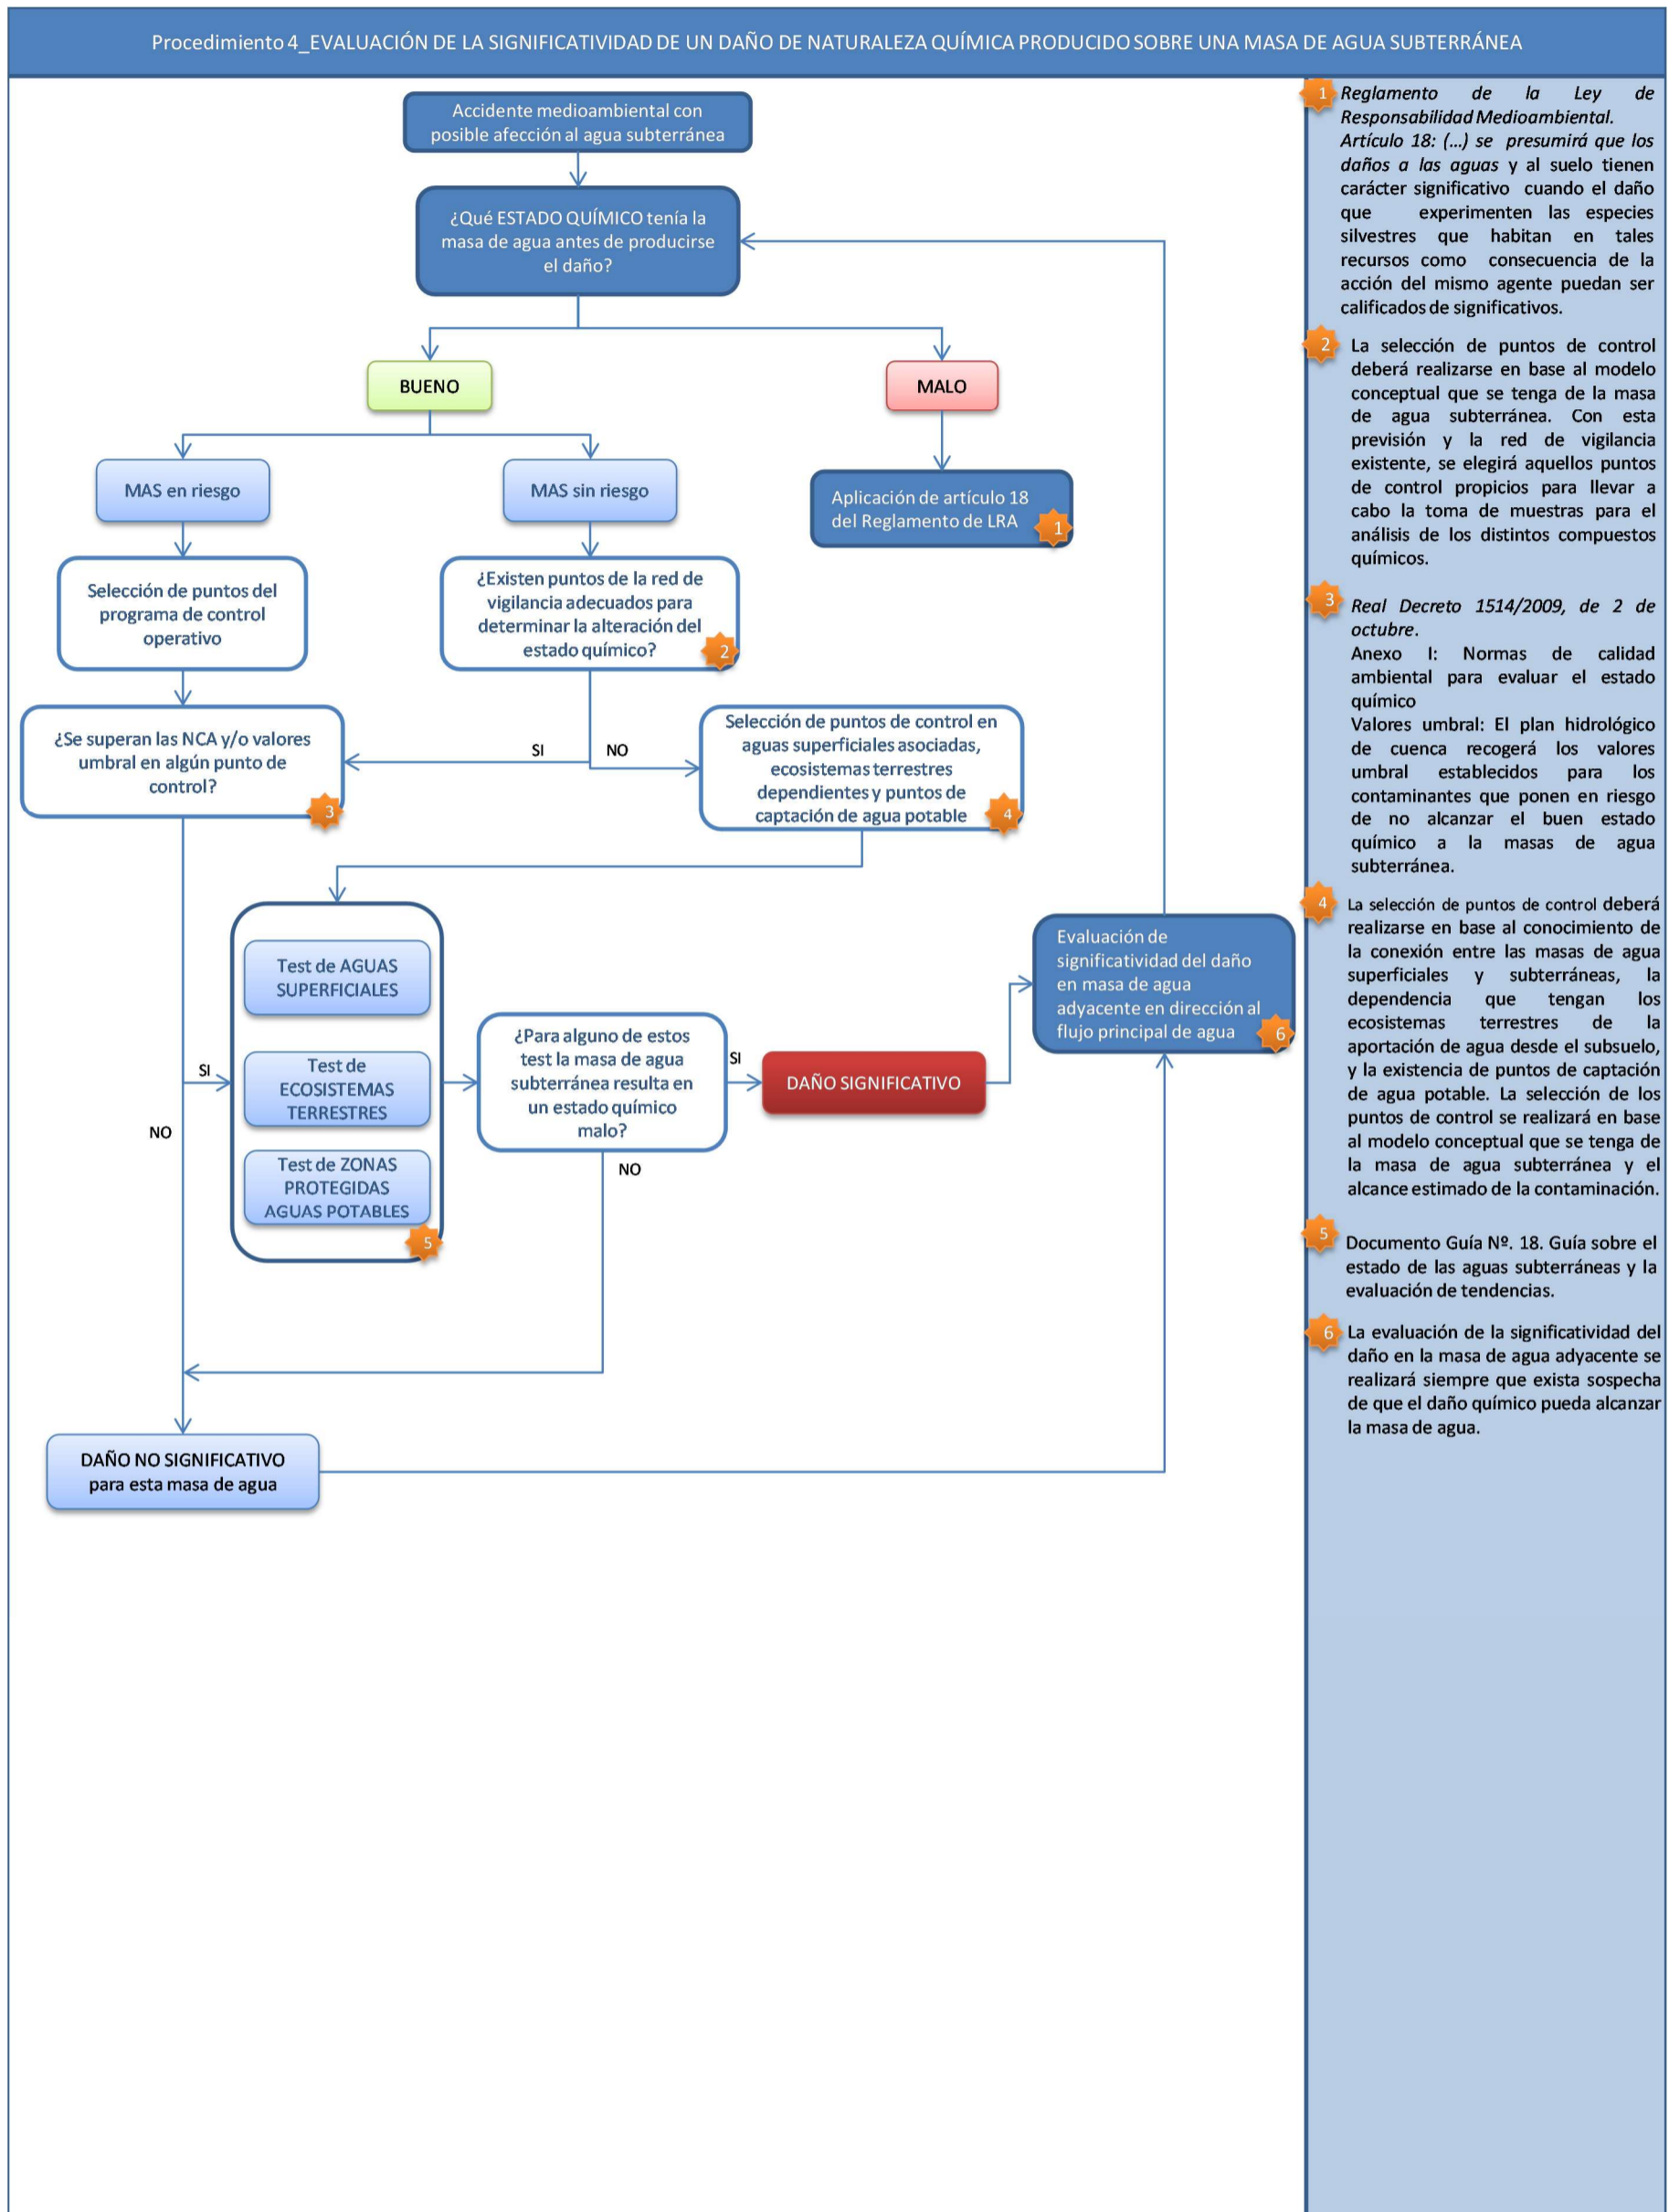 Procedimiento 4_EVALUACIÓN DE LA SIGNIFICATIVIDAD DE UN DAÑO DE NATURALEZA QUÍMICA PRODUCIDO SOBRE UNA MASA DE AGUA SUBTERRÁNEA
Accidente medioambiental con
posible afección al agua subterránea
¿Qué ESTADO QUÍMICO tenía la
masa de agua antes de producirse
el daño?
BUENO
MALO
MAS en riesgo
MAS sin riesgo
Aplicación de artículo 18
del Reglamento de LRA
1
Selección de puntos del
programa de control
operativo
¿Existen puntos de la red de
vigilancia adecuados para
determinar la alteración del
estado químico?
2
¿Se superan las NCA y/o valores
umbral en algún punto de
control?
3
SI
NO
Selección de puntos de control en
aguas superficiales asociadas,
ecosistemas terrestres
dependientes y puntos de
captación de agua potable
4
SI
NO
Test de AGUAS
SUPERFICIALES
Test de
ECOSISTEMAS
TERRESTRES
Test de ZONAS
PROTEGIDAS
AGUAS POTABLES
5
¿Para alguno de estos
test la masa de agua
subterránea resulta en
un estado químico
malo?
SI
NO
DAÑO SIGNIFICATIVO
Evaluación de
significatividad del daño
en masa de agua
adyacente en dirección al
flujo principal de agua
6
DAÑO NO SIGNIFICATIVO
para esta masa de agua
1 Reglamento de la Ley de
Responsabilidad Medioambiental.
Artículo 18: (...) se presumirá que los
daños a las aguas y al suelo tienen
carácter significativo cuando el daño
que experimenten las especies
silvestres que habitan en tales
recursos como consecuencia de la
acción del mismo agente puedan ser
calificados de significativos.
2 La selección de puntos de control
deberá realizarse en base al modelo
conceptual que se tenga de la masa
de agua subterránea. Con esta
previsión y la red de vigilancia
existente, se elegirá aquellos puntos
de control propicios para llevar a
cabo la toma de muestras para el
análisis de los distintos compuestos
químicos.
3 Real Decreto 1514/2009, de 2 de
octubre.
Anexo I: Normas de calidad
ambiental para evaluar el estado
químico
Valores umbral: El plan hidrológico
de cuenca recogerá los valores
umbral establecidos para los
contaminantes que ponen en riesgo
de no alcanzar el buen estado
químico a la masas de agua
subterránea.
4 La selección de puntos de control deberá
realizarse en base al conocimiento de
la conexión entre las masas de agua
superficiales y subterráneas, la
dependencia que tengan los
ecosistemas terrestres de la
aportación de agua desde el subsuelo,
y la existencia de puntos de captación
de agua potable. La selección de los
puntos de control se realizará en base
al modelo conceptual que se tenga de
la masa de agua subterránea y el
alcance estimado de la contaminación.
5 Documento Guía Nº. 18. Guía sobre el
estado de las aguas subterráneas y la
evaluación de tendencias.
6 La evaluación de la significatividad del
daño en la masa de agua adyacente se
realizará siempre que exista sospecha
de que el daño químico pueda alcanzar
la masa de agua.